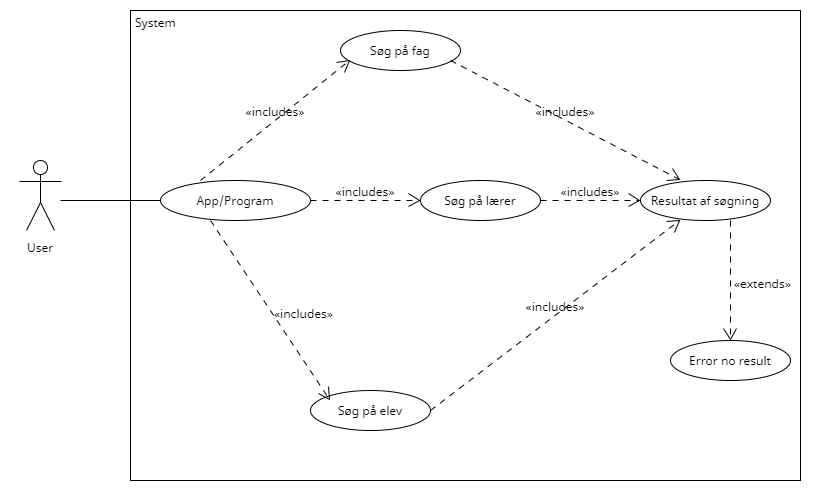 System
Søg på fag
«includes»
«includes»
«includes»
«includes»
App/Program
Søg på lærer
Resultat af søgning
User
«extends»
«includes»
«includes»
Error no result
Søg på elev